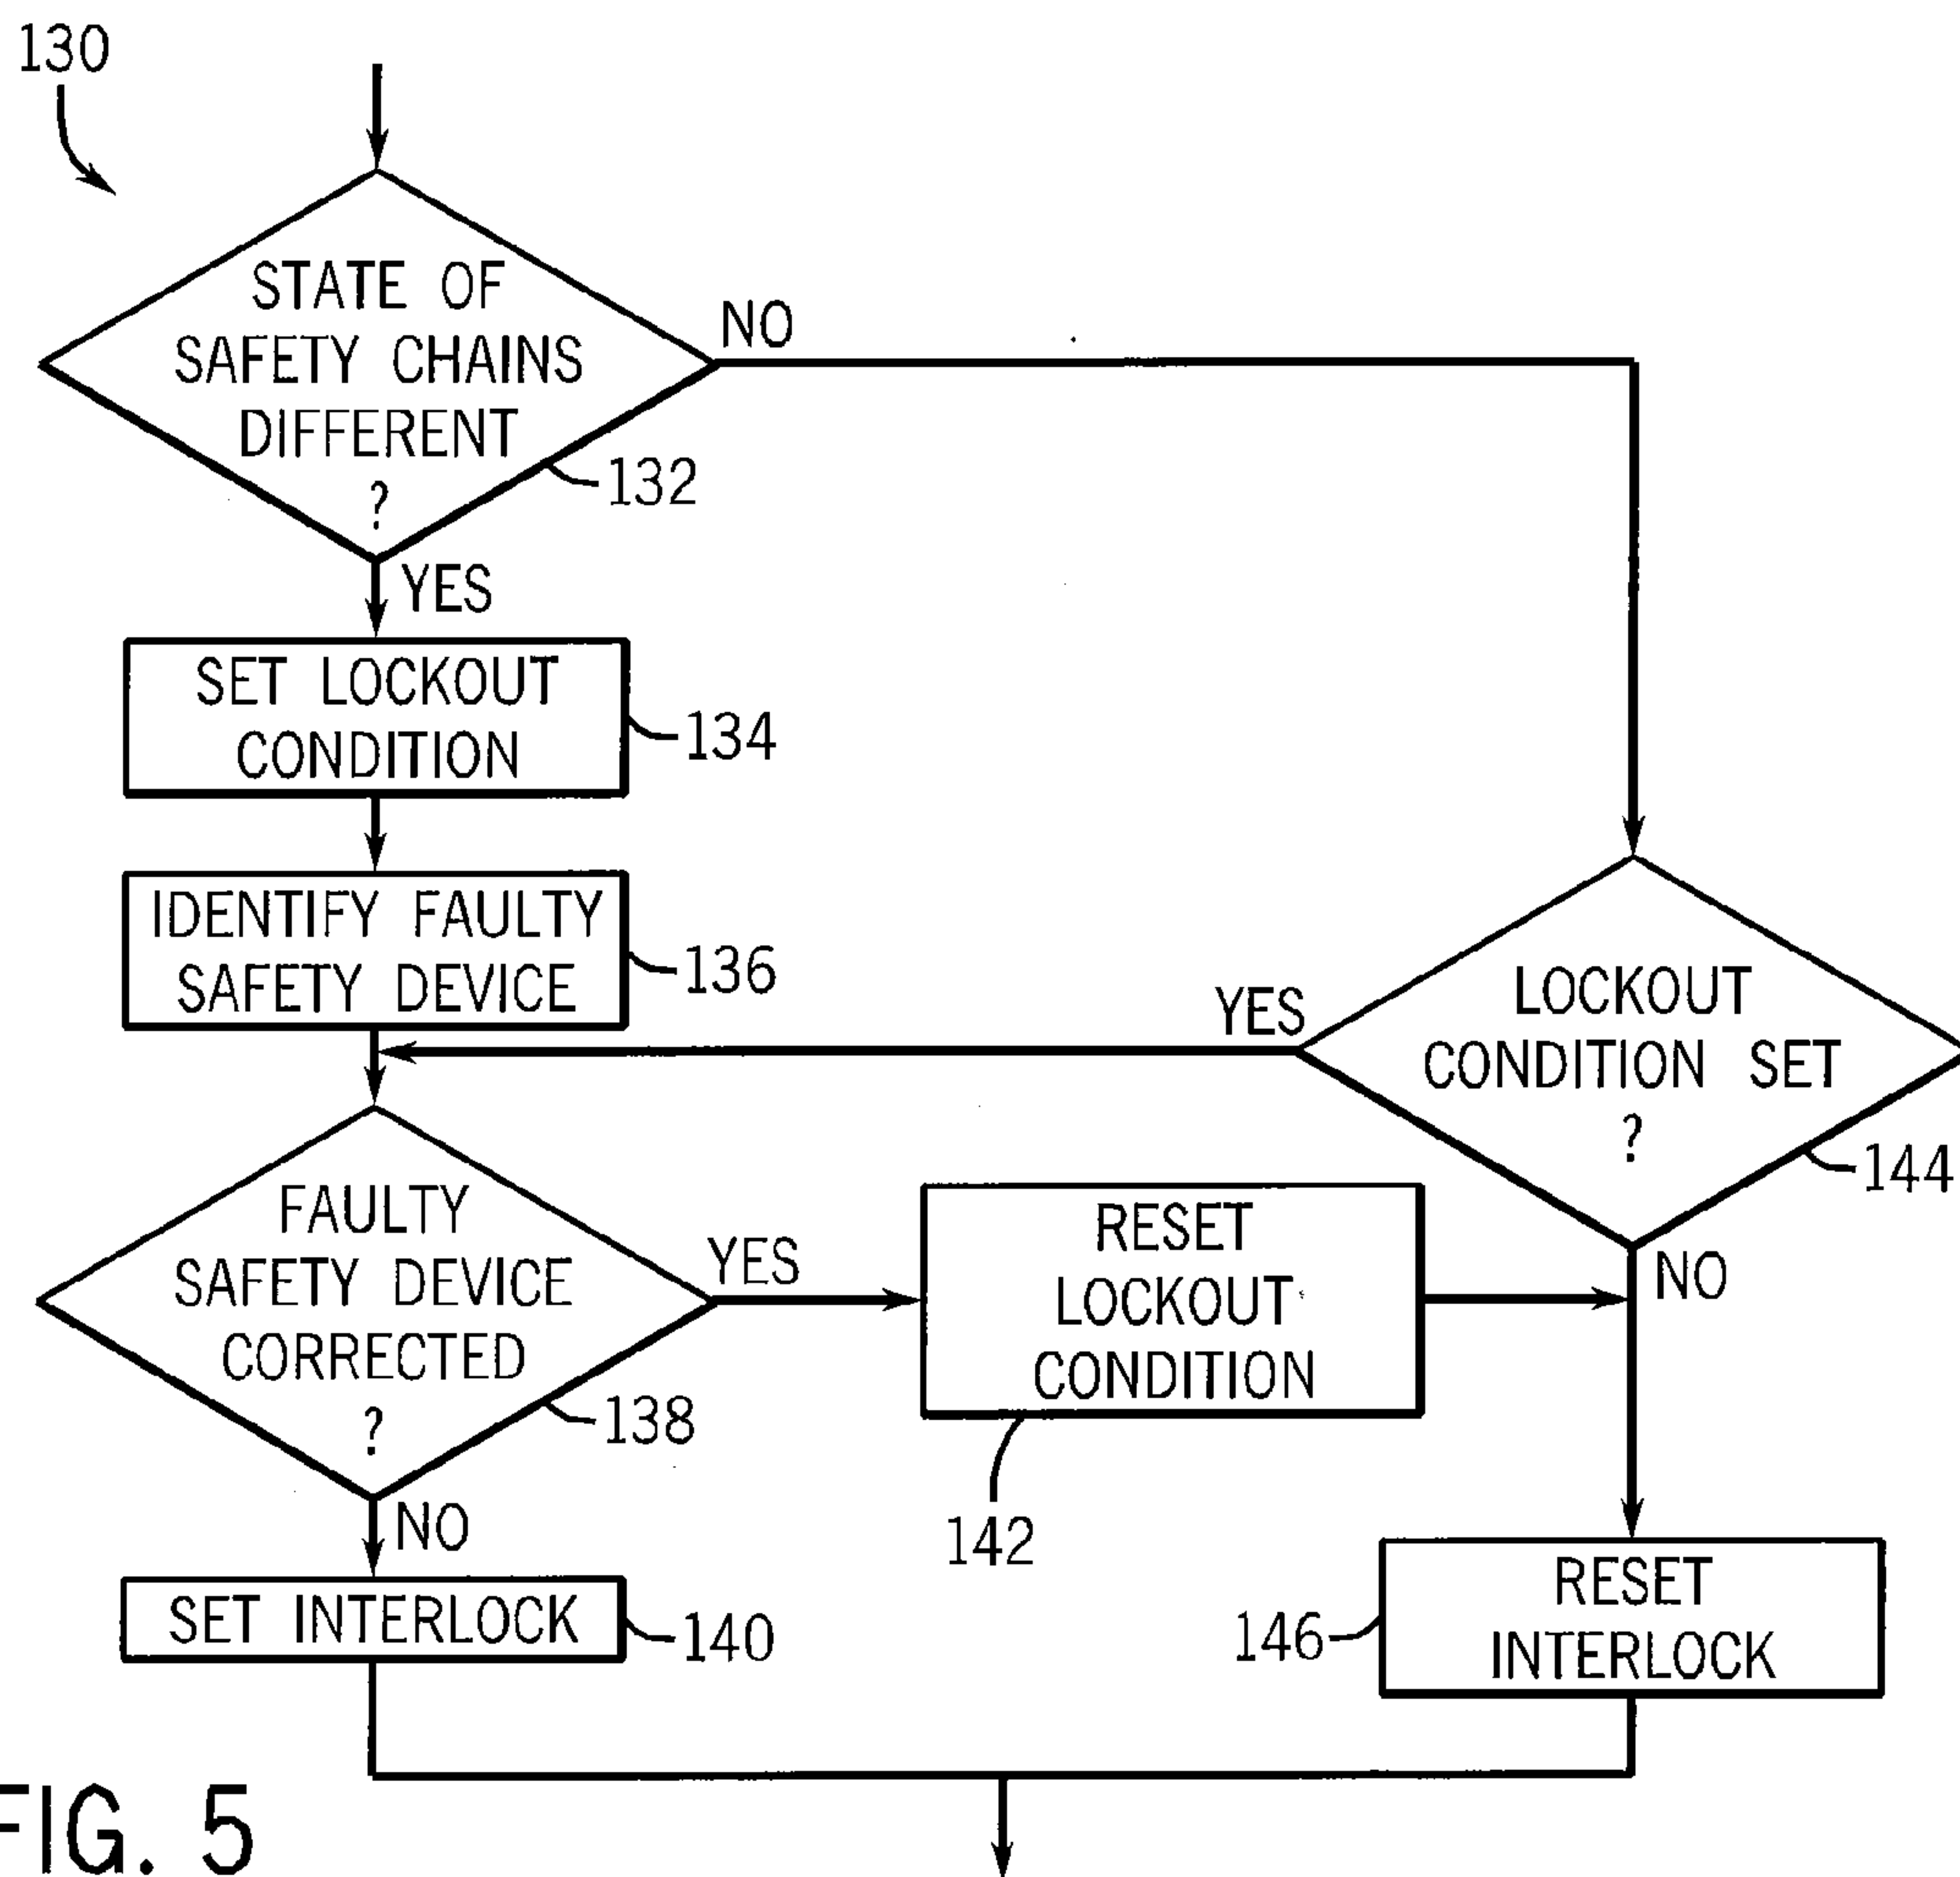 130
STATE OF
SAFETY CHAINS
DIFFERENT
?
132
NO
YES
SET LOCKOUT
CONDITION
134
IDENTIFY FAULTY
SAFETY DEVICE
136
LOCKOUT
CONDITION SET
?
144
YES
NO
FAULTY
SAFETY DEVICE
CORRECTED
?
138
YES
NO
RESET
LOCKOUT
CONDITION
142
SET INTERLOCK
140
RESET
INTERLOCK
146
FIG. 5